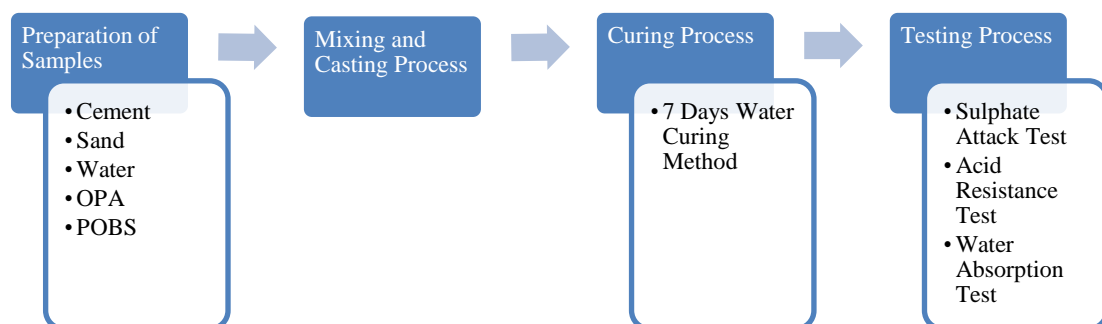 Preparation of
Samples
• Cement
• Sand
• Water
• OPA
• POBS
Mixing and
Casting Process
Curing Process
• 7 Days Water
Curing
Method
Testing Process
• Sulphate
Attack Test
• Acid
Resistance
Test
• Water
Absorption
Test